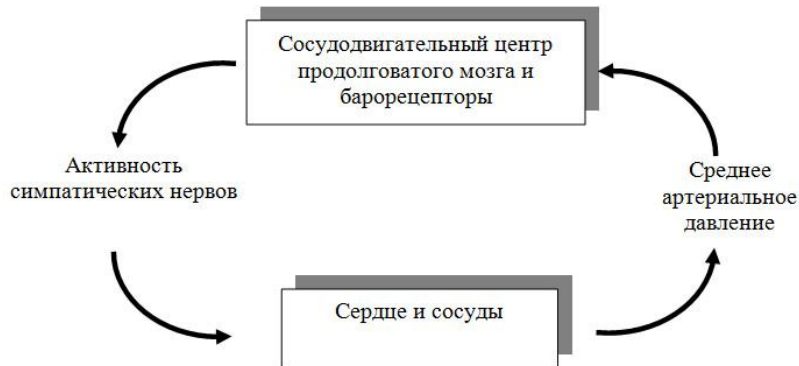 Сосудодвигательный центр
продолговатого мозга и
барорецепторы
Активность
симпатических нервов
Среднее
артериальное
давление
Сердце и сосуды